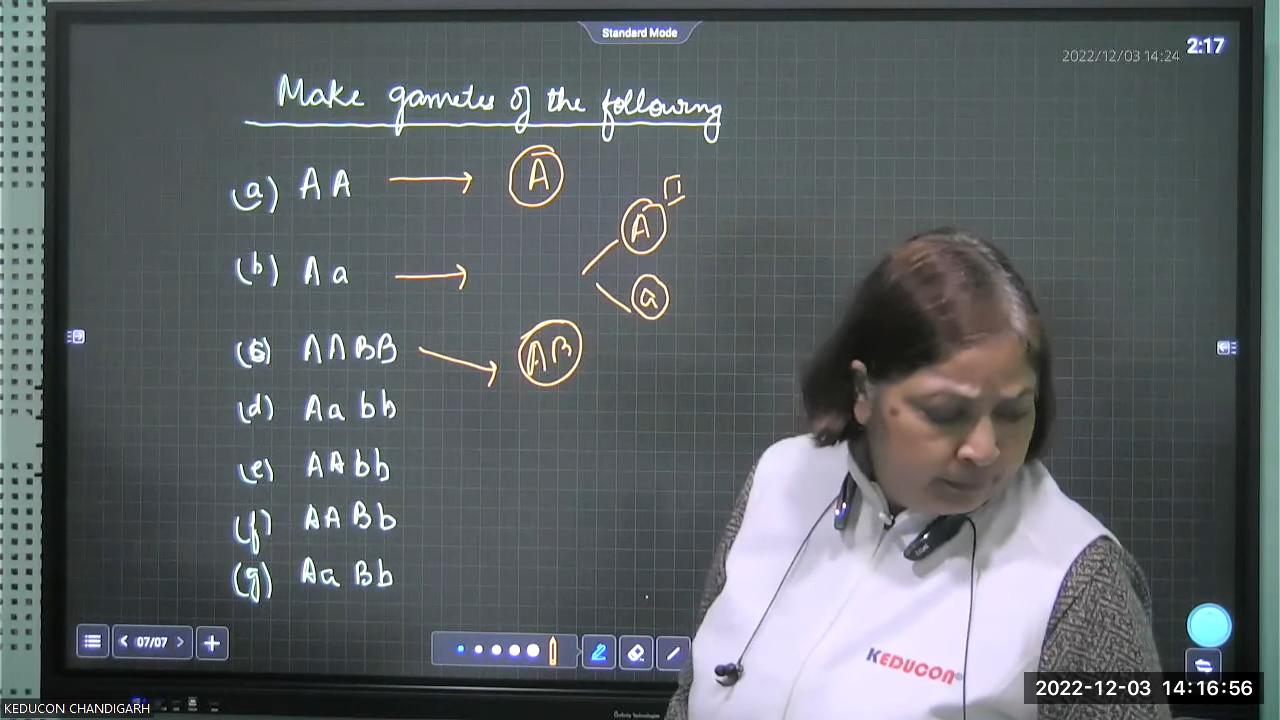 Standard Mode
2:17
2022/12/03 14:24
Make gametes of the following
(a) AA → A
(b) Aa → A
a
(c) AABB → AB
(d) Aabb
(e) AAbb
(f) AABb
(g) AaBb
07/07
KEDUCON
2022-12-03 14:16:56
KEDUCON CHANDIGARH